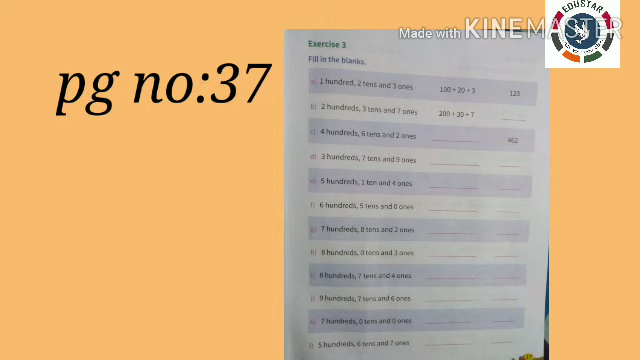 EDUSTAR
Made with KINEMASTER
pg no:37
Exercise 3
Fill in the blanks.
a) 1 hundred, 2 tens and 3 ones 100 + 20 + 3 123
b) 2 hundreds, 3 tens and 7 ones 200 + 30 + 7
c) 4 hundreds, 6 tens and 2 ones 462
d) 3 hundreds, 7 tens and 9 ones
e) 5 hundreds, 1 ten and 4 ones
f) 6 hundreds, 5 tens and 0 ones
g) 7 hundreds, 8 tens and 2 ones
h) 8 hundreds, 0 tens and 3 ones
i) 8 hundreds, 7 tens and 4 ones
j) 9 hundreds, 7 tens and 6 ones
k) 7 hundreds, 0 tens and 0 ones
l) 5 hundreds, 6 tens and 7 ones